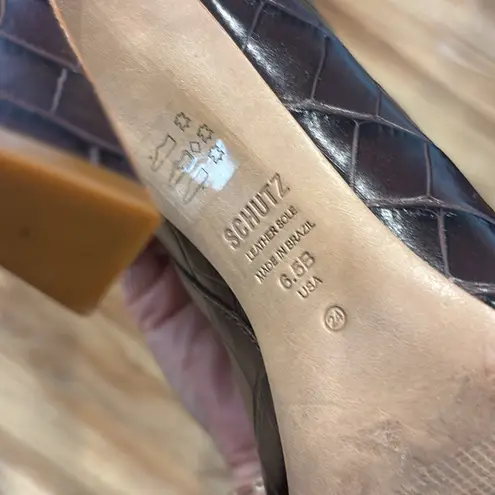 SCHUTZ
LEATHER SOLE
MADE IN BRAZIL
6.5B
USA
24